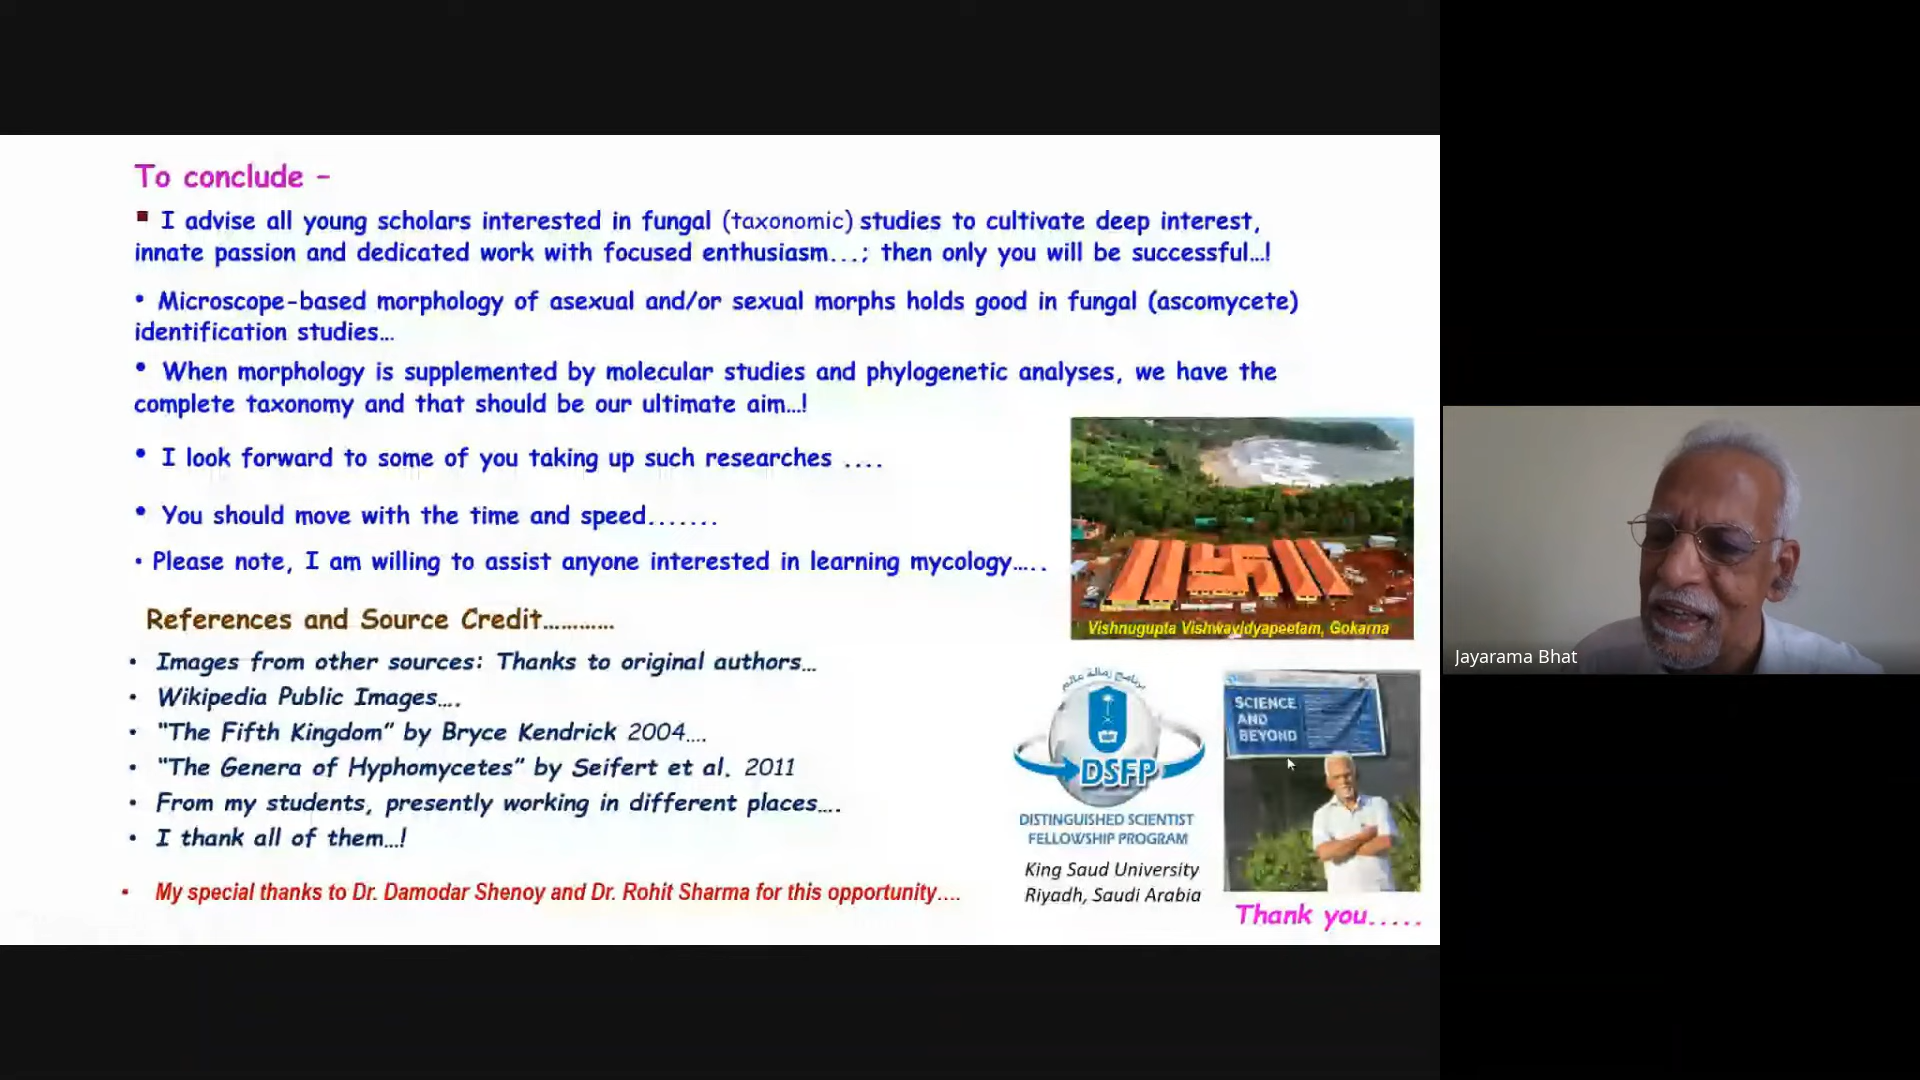 To conclude -
▪ I advise all young scholars interested in fungal (taxonomic) studies to cultivate deep interest,
innate passion and dedicated work with focused enthusiasm...; then only you will be successful…!
• Microscope-based morphology of asexual and/or sexual morphs holds good in fungal (ascomycete)
identification studies…
• When morphology is supplemented by molecular studies and phylogenetic analyses, we have the
complete taxonomy and that should be our ultimate aim…!
• I look forward to some of you taking up such researches ....
• You should move with the time and speed.......
• Please note, I am willing to assist anyone interested in learning mycology…..
References and Source Credit…………
• Images from other sources: Thanks to original authors…
• Wikipedia Public Images….
• “The Fifth Kingdom” by Bryce Kendrick 2004….
• “The Genera of Hyphomycetes” by Seifert et al. 2011
• From my students, presently working in different places….
• I thank all of them…!
• My special thanks to Dr. Damodar Shenoy and Dr. Rohit Sharma for this opportunity….
Vishnugupta Vishwavidyapeetam, Gokarna
برنامج زمالة عالم
DSFP
DISTINGUISHED SCIENTIST
FELLOWSHIP PROGRAM
King Saud University
Riyadh, Saudi Arabia
SCIENCE
AND
BEYOND
Thank you.....
Jayarama Bhat